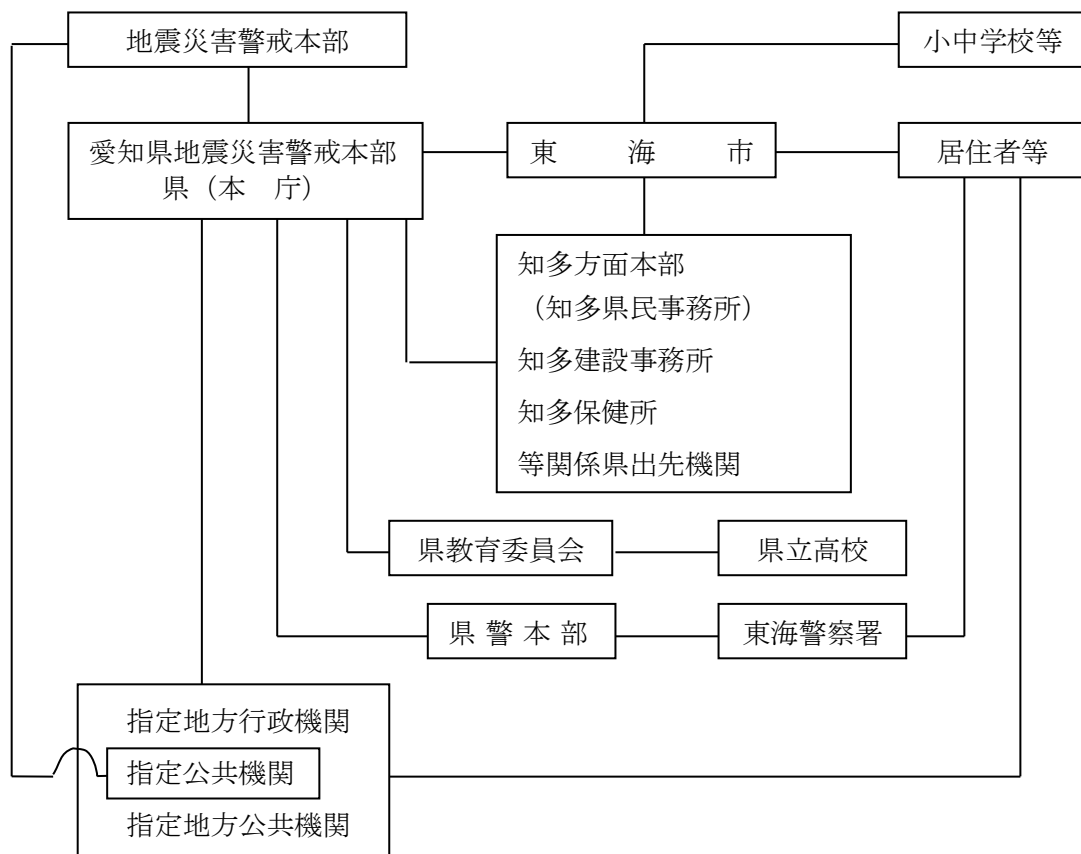 地震災害警戒本部
小中学校等
愛知県地震災害警戒本部
県（本　庁）
東　海　市
居住者等
知多方面本部
（知多県民事務所）
知多建設事務所
知多保健所
等関係県出先機関
県教育委員会
県立高校
県 警 本 部
東海警察署
指定地方行政機関
指定公共機関
指定地方公共機関